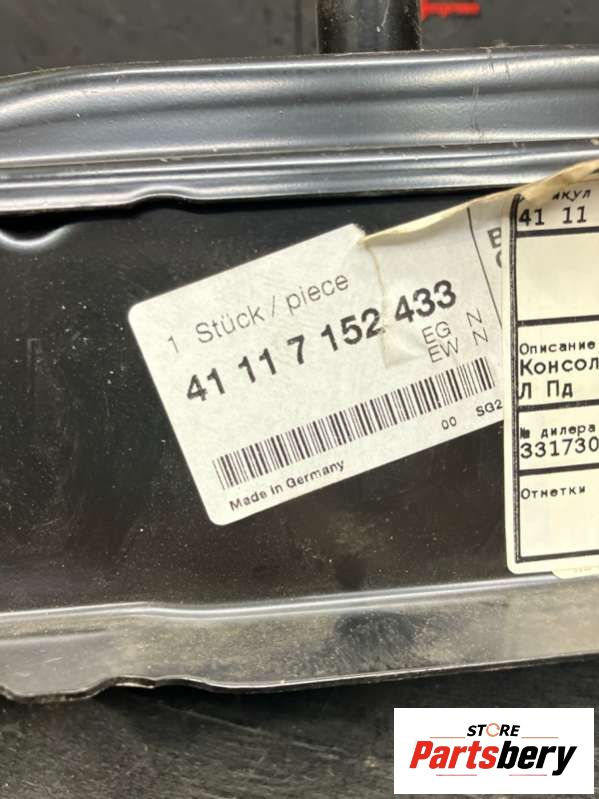 1 Stück / piece
41 11 7 152 433
EG N
EW N
00 SG2
Made in Germany
41 11
Описание
Консол
Л Пд
№ дилера
331730
Отметки
STORE
Partsbery